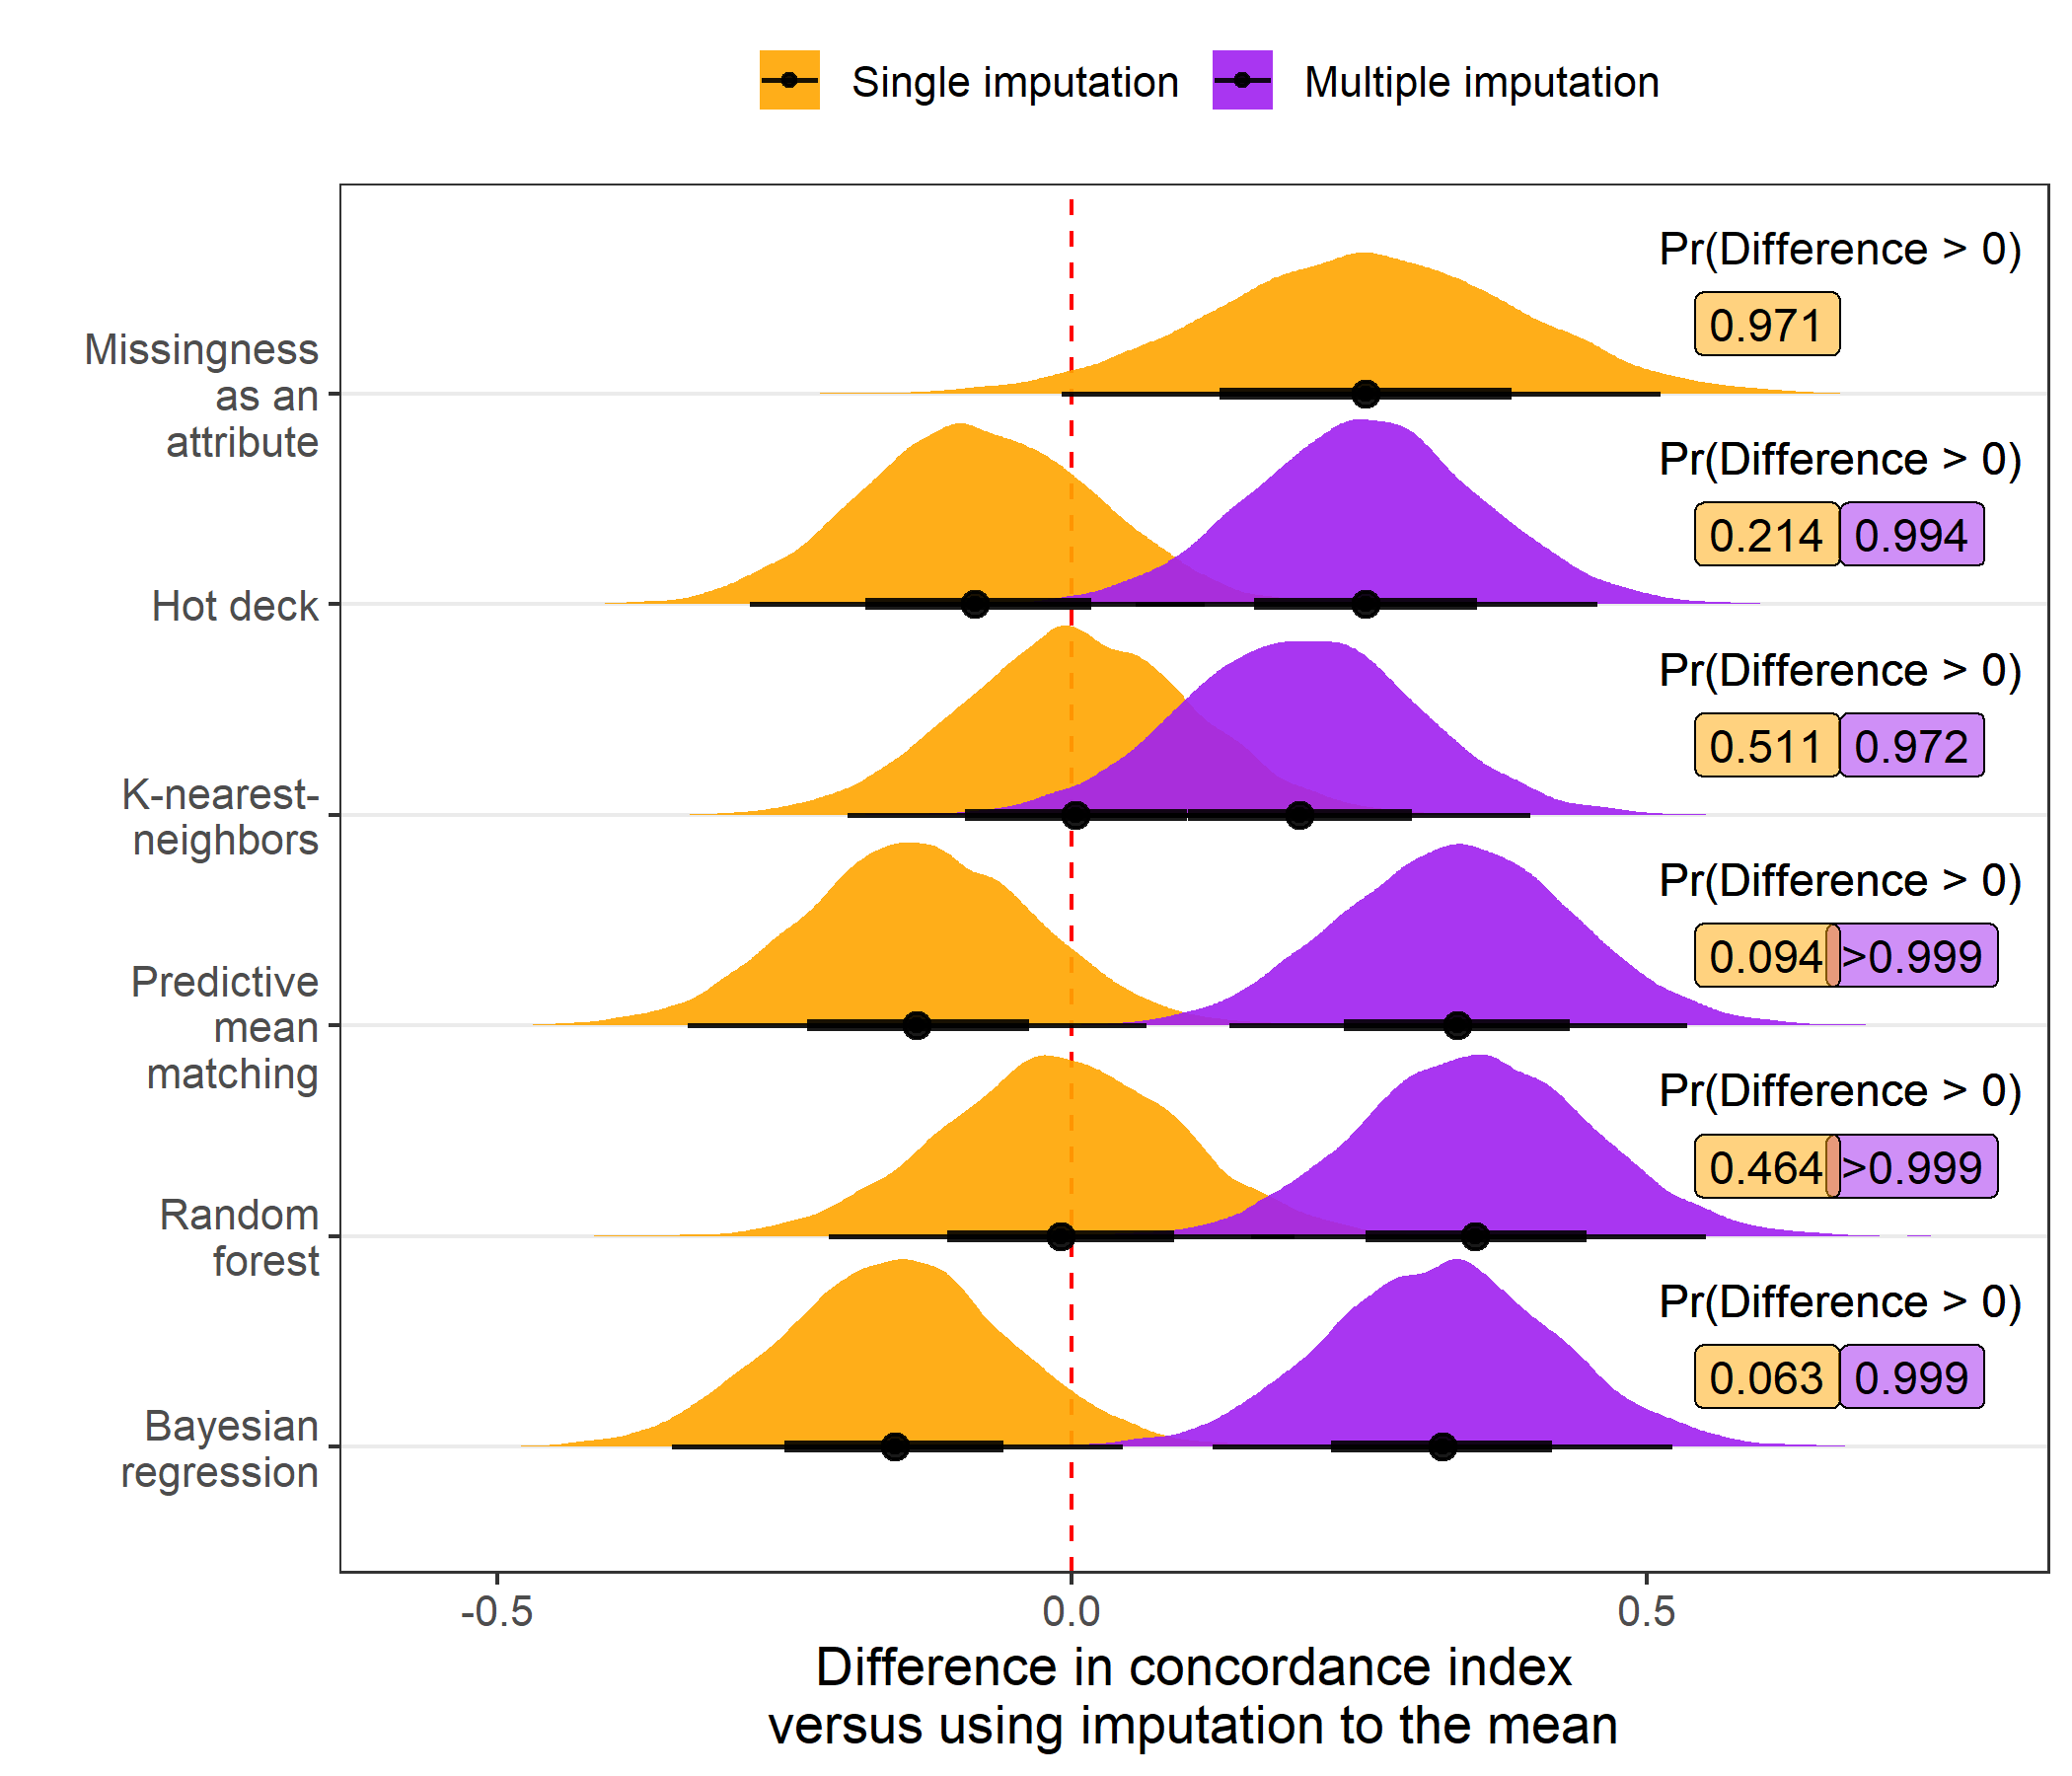 Single imputation
Multiple imputation
Missingness
as an
attribute
Pr(Difference > 0)
0.971
Hot deck
Pr(Difference > 0)
0.214 0.994
K-nearest-
neighbors
Pr(Difference > 0)
0.511 0.972
Predictive
mean
matching
Pr(Difference > 0)
0.094 >0.999
Random
forest
Pr(Difference > 0)
0.464 >0.999
Bayesian
regression
Pr(Difference > 0)
0.063 0.999
-0.5 0.0 0.5
Difference in concordance index
versus using imputation to the mean